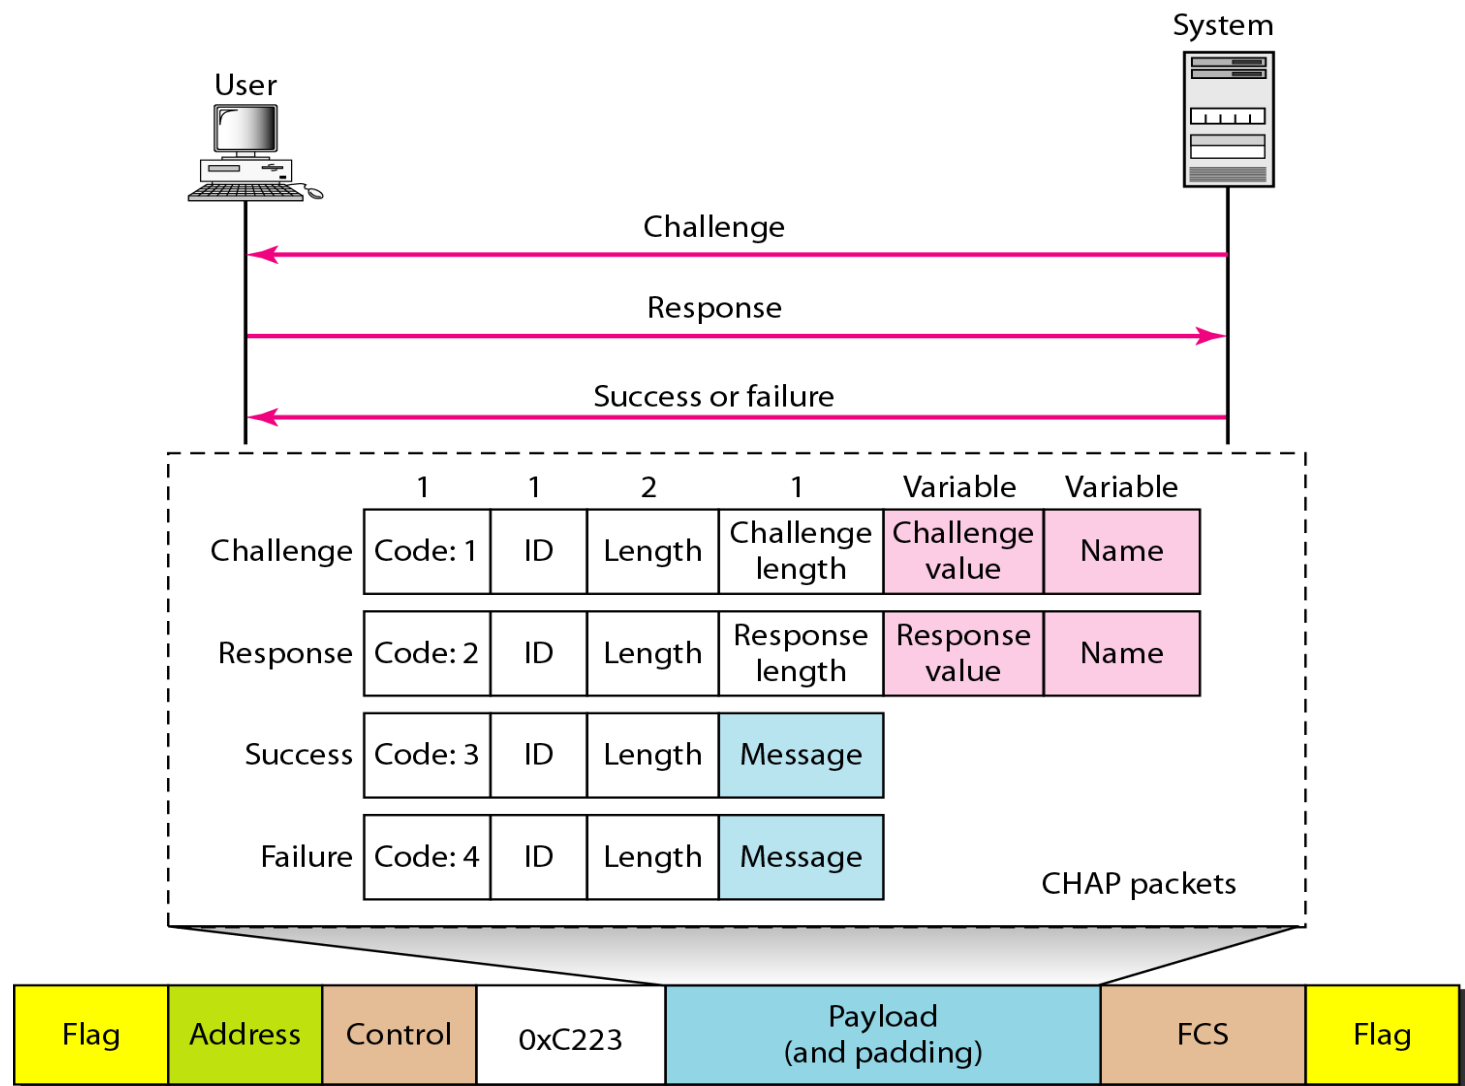 System
User
Challenge
Response
Success or failure
1 1 2 1 Variable Variable
Challenge Code: 1 ID Length Challenge length Challenge value Name
Response Code: 2 ID Length Response length Response value Name
Success Code: 3 ID Length Message
Failure Code: 4 ID Length Message
CHAP packets
Flag Address Control 0xC223 Payload (and padding) FCS Flag